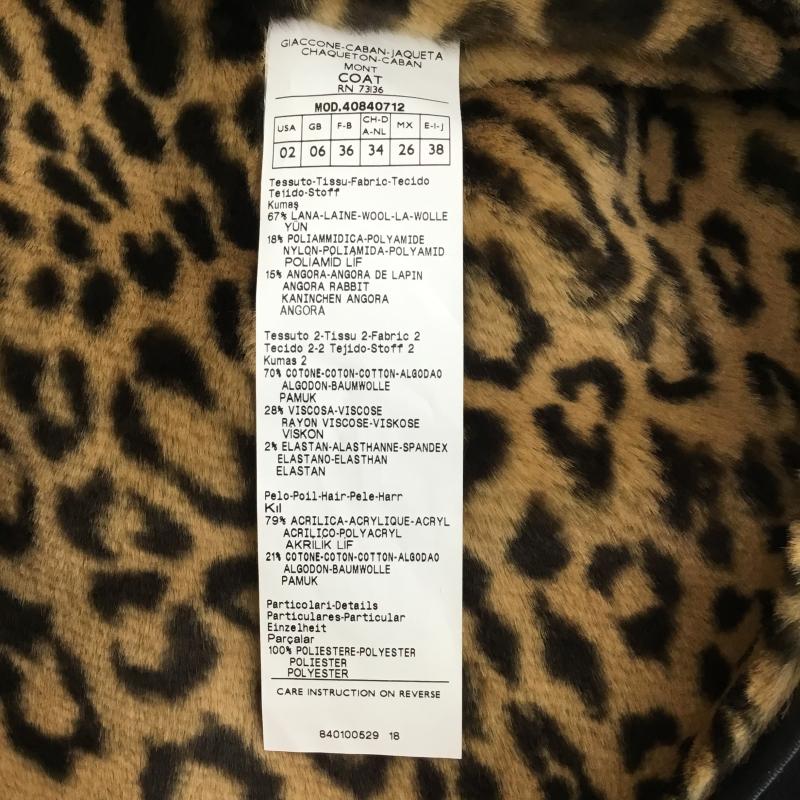 GIACCONE-CABAN-JAQUETA
CHAQUETON-CABAN
MONT
COAT
RN 73136
MOD.40840712
USA GB F-B CH-D A-NL MX E-I-J
02 06 36 34 26 38
Tessuto-Tissu-Fabric-Tecido
Tejido-Stoff
Kumaş
67% LANA-LAINE-WOOL-LA-WOLLE
YÜN
18% POLIAMMIDICA-POLYAMIDE
NYLON-POLIAMIDA-POLYAMID
POLIAMID LIF
15% ANGORA-ANGORA DE LAPIN
ANGORA RABBIT
KANINCHEN ANGORA
ANGORA
Tessuto 2-Tissu 2-Fabric 2
Tecido 2-2 Tejido-Stoff 2
Kumas 2
70% COTONE-COTON-COTTON-ALGODAO
ALGODON-BAUMWOLLE
PAMUK
28% VISCOSA-VISCOSE
RAYON VISCOSE-VISKOSE
VISKON
2% ELASTAN-ALASTHANNE-SPANDEX
ELASTANO-ELASTHAN
ELASTAN
Pelo-Poil-Hair-Pele-Harr
Kıl
79% ACRILICA-ACRYLIQUE-ACRYL
ACRILICO-POLYACRYL
AKRILIK LIF
21% COTONE-COTON-COTTON-ALGODAO
ALGODON-BAUMWOLLE
PAMUK
Particolari-Details
Particulares-Particular
Einzelheit
Parçalar
100% POLIESTERE-POLYESTER
POLIESTER
POLYESTER
CARE INSTRUCTION ON REVERSE
840100529 18